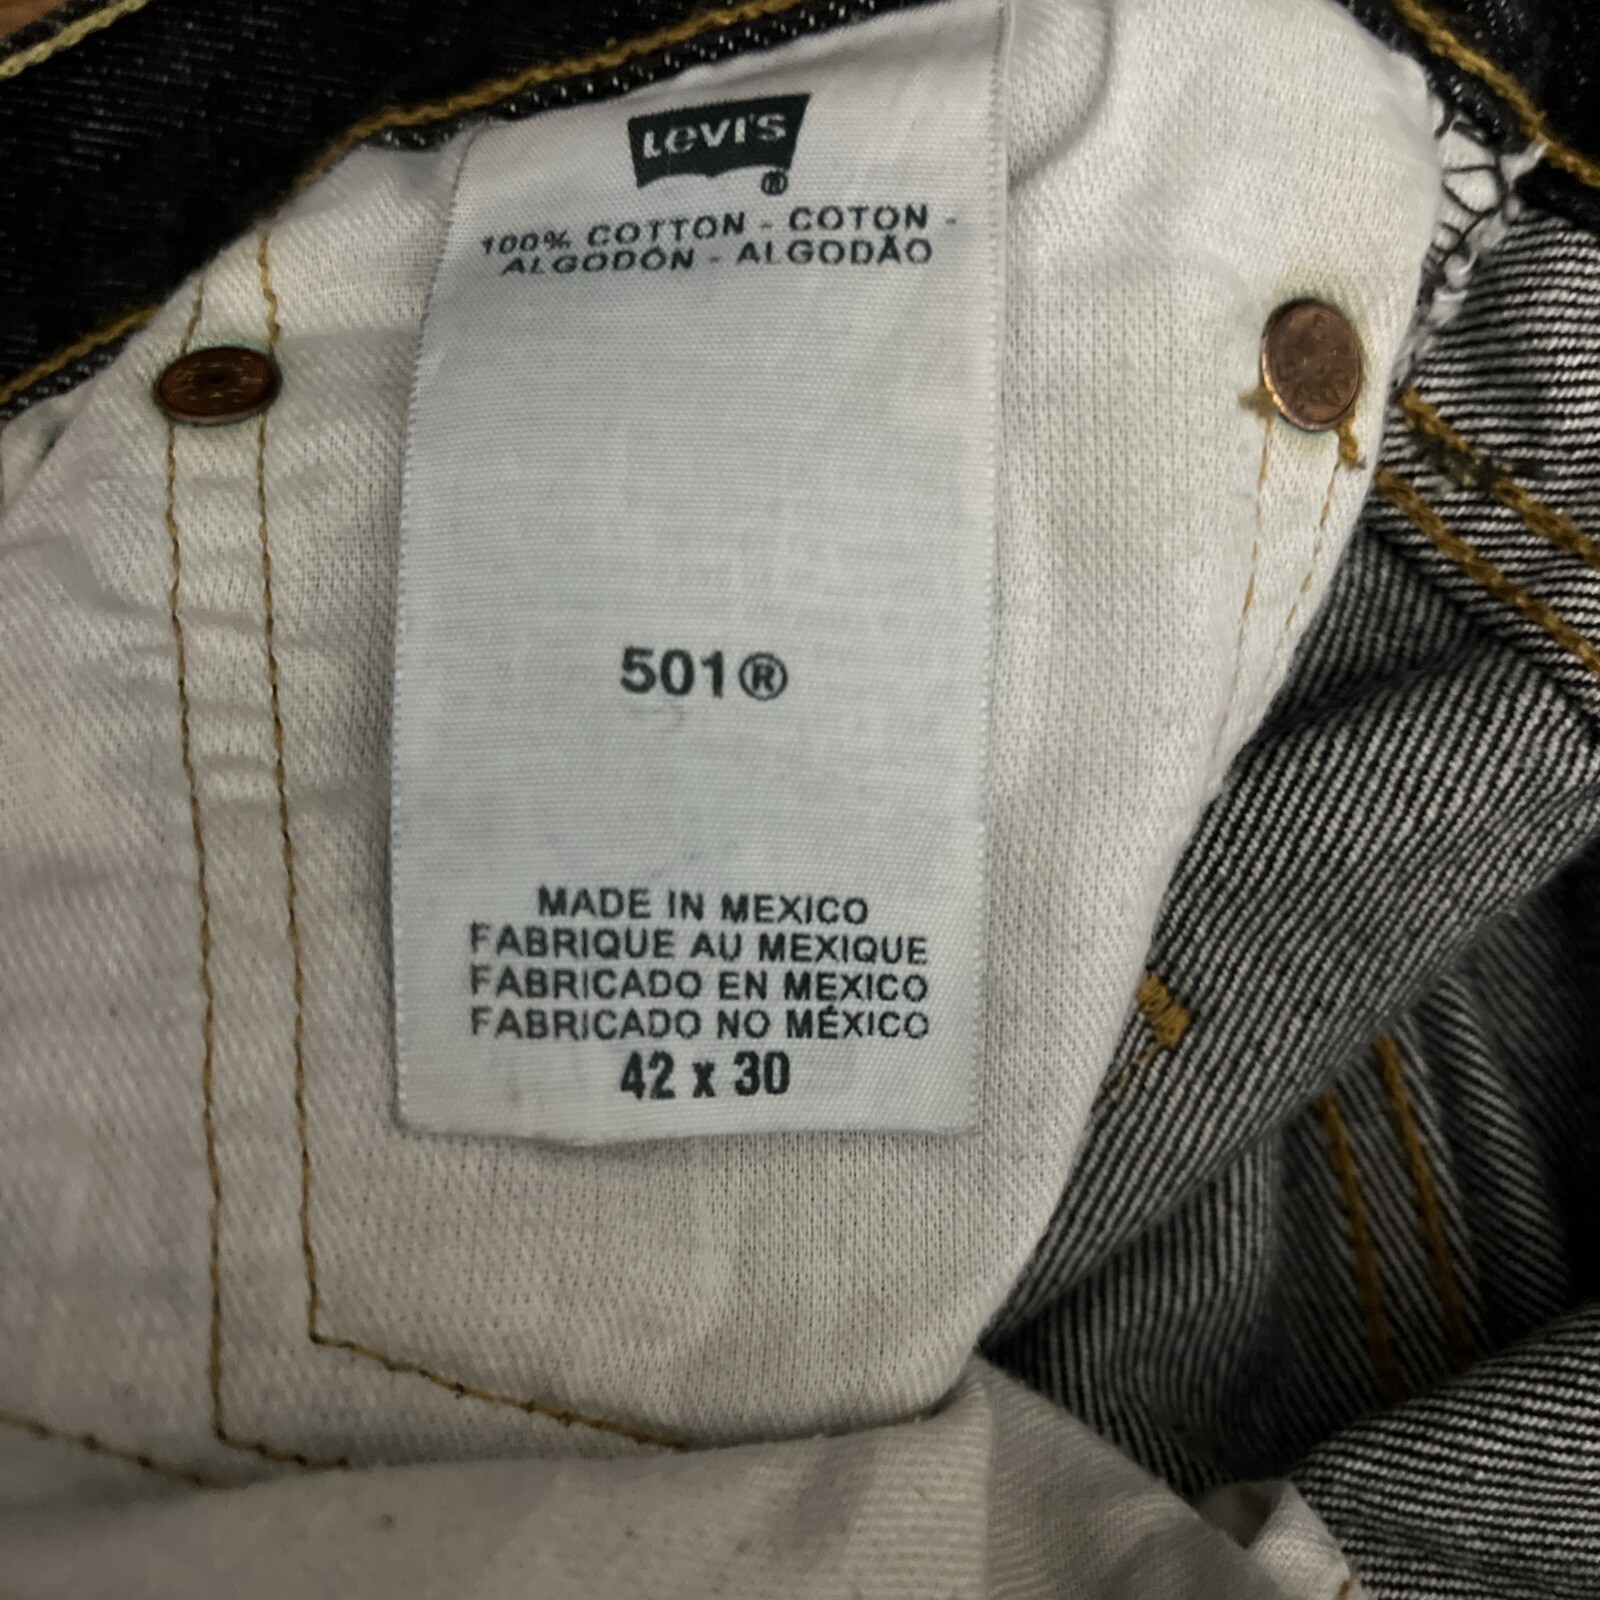 Levi's
®
100% COTTON - COTON -
ALGODÓN - ALGODÃO
501®
MADE IN MEXICO
FABRIQUE AU MEXIQUE
FABRICADO EN MEXICO
FABRICADO NO MÉXICO
42 x 30